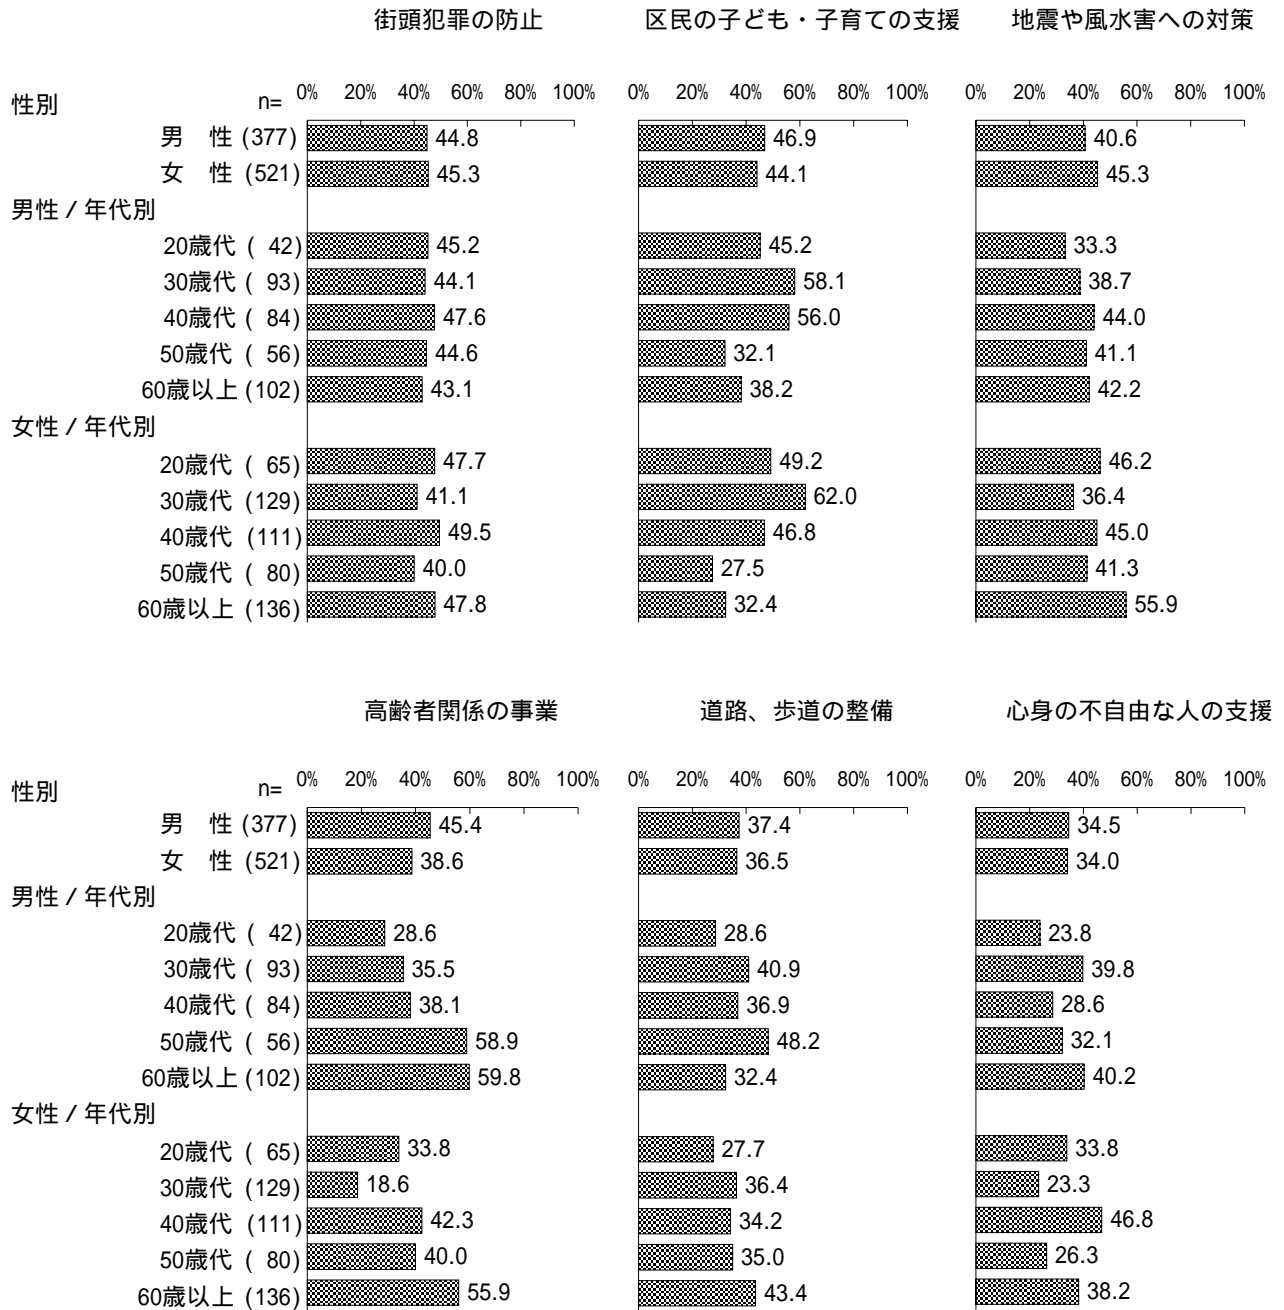 街頭犯罪の防止 区民の子ども・子育ての支援 地震や風水害への対策
0% 20% 40% 60% 80% 100% 0% 20% 40% 60% 80% 100% 0% 20% 40% 60% 80% 100%
性別 n=
男 性 (377) 44.8 46.9 40.6
女 性 (521) 45.3 44.1 45.3
男性 / 年代別
20歳代 ( 42) 45.2 45.2 33.3
30歳代 ( 93) 44.1 58.1 38.7
40歳代 ( 84) 47.6 56.0 44.0
50歳代 ( 56) 44.6 32.1 41.1
60歳以上 (102) 43.1 38.2 42.2
女性 / 年代別
20歳代 ( 65) 47.7 49.2 46.2
30歳代 (129) 41.1 62.0 36.4
40歳代 (111) 49.5 46.8 45.0
50歳代 ( 80) 40.0 27.5 41.3
60歳以上 (136) 47.8 32.4 55.9
高齢者関係の事業 道路、歩道の整備 心身の不自由な人の支援
0% 20% 40% 60% 80% 100% 0% 20% 40% 60% 80% 100% 0% 20% 40% 60% 80% 100%
性別 n=
男 性 (377) 45.4 37.4 34.5
女 性 (521) 38.6 36.5 34.0
男性 / 年代別
20歳代 ( 42) 28.6 28.6 23.8
30歳代 ( 93) 35.5 40.9 39.8
40歳代 ( 84) 38.1 36.9 28.6
50歳代 ( 56) 58.9 48.2 32.1
60歳以上 (102) 59.8 32.4 40.2
女性 / 年代別
20歳代 ( 65) 33.8 27.7 33.8
30歳代 (129) 18.6 36.4 23.3
40歳代 (111) 42.3 34.2 46.8
50歳代 ( 80) 40.0 35.0 26.3
60歳以上 (136) 55.9 43.4 38.2